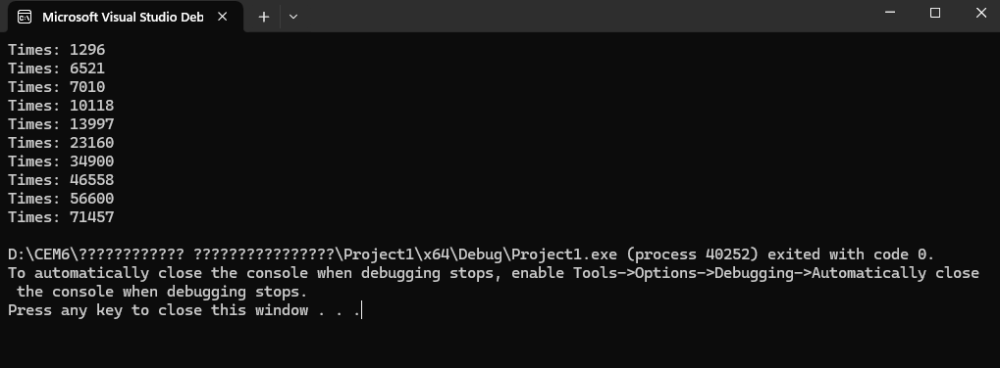 Microsoft Visual Studio Deb
Times: 1296
Times: 6521
Times: 7010
Times: 10118
Times: 13997
Times: 23160
Times: 34900
Times: 46558
Times: 56600
Times: 71457
D:\CEM6\???????????? ????????????????\Project1\x64\Debug\Project1.exe (process 40252) exited with code 0.
To automatically close the console when debugging stops, enable Tools->Options->Debugging->Automatically close
the console when debugging stops.
Press any key to close this window . . .